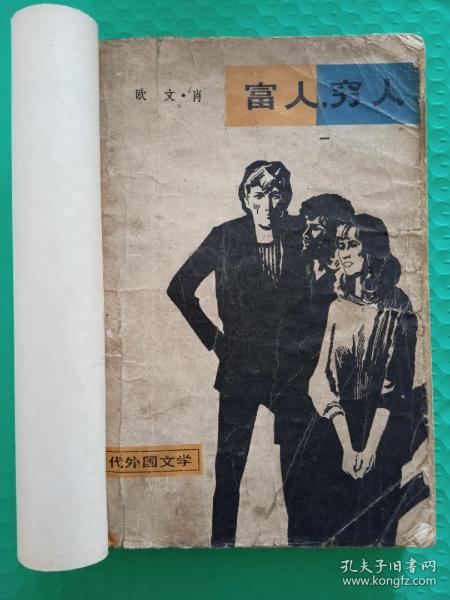 欧文·肖
富人,穷人
一
代外国文学
孔夫子旧书网
www.kongfz.com